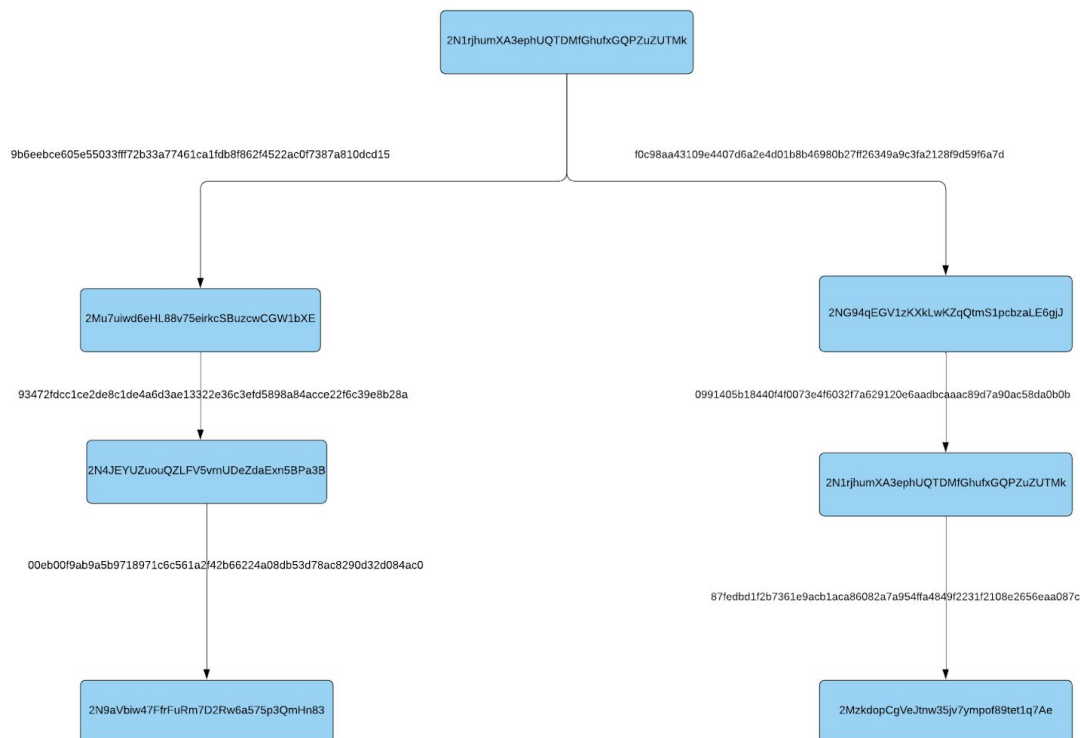 2N1rjhumXA3ephUQTDMfGhufxGQPZuZUTMk
9b6eebce605e55033fff72b33a77461ca1fdb8f862f4522ac0f7387a810dcd15
f0c98aa43109e4407d6a2e4d01b8b46980b27ff26349a9c3fa2128f9d59f6a7d
2Mu7uiwd6eHL88v75eirkcSBuzcwCGW1bXE
2NG94qEGV1zKXkLwKZqQtmS1pcbzaLE6gjJ
93472fdcc1ce2de8c1de4a6d3ae13322e36c3efd5898a84acce22f6c39e8b28a
0991405b18440f4f0073e4f6032f7a629120e6aadbcaaac89d7a90ac58da0b0b
2N4JEYUZuouQZLFV5vrnUDeZdaExn5BPa3B
2N1rjhumXA3ephUQTDMfGhufxGQPZuZUTMk
00eb00f9ab9a5b9718971c6c561a2f42b66224a08db53d78ac8290d32d084ac0
87fedbd1f2b7361e9acb1aca86082a7a954ffa4849f2231f2108e2656eaa087c
2N9aVbiw47FfrFuRm7D2Rw6a575p3QmHn83
2MzkdopCgVeJtnw35jv7ympof89tet1q7Ae